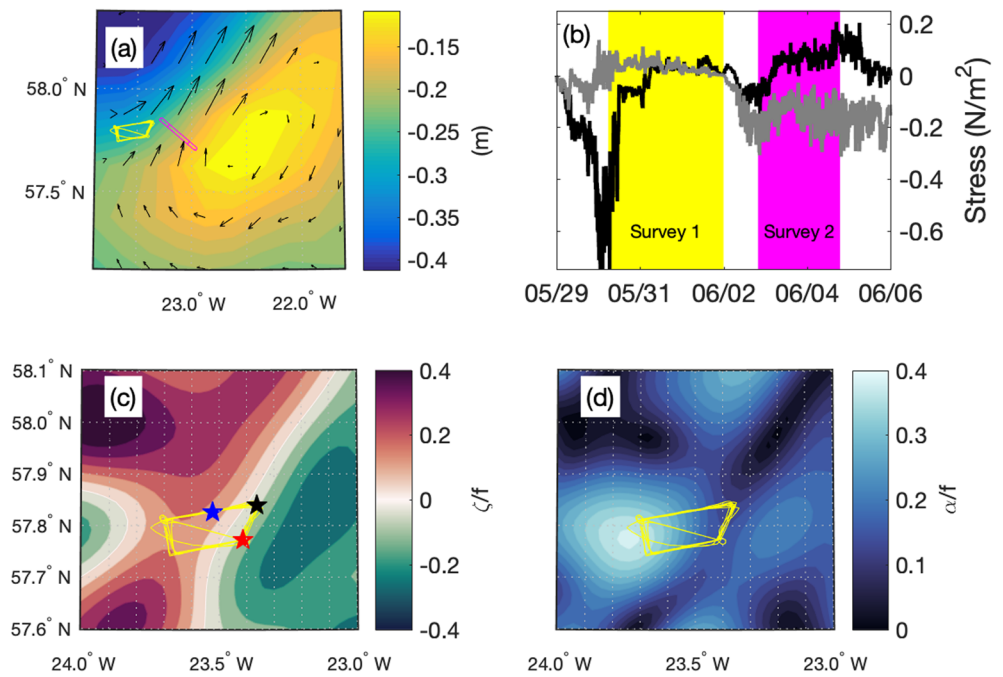 (a)
58.0° N
57.5° N
23.0° W
22.0° W
-0.15
-0.2
-0.25
-0.3
-0.35
-0.4
(m)
(b)
0.2
0
-0.2
-0.4
-0.6
Stress (N/m²)
Survey 1
Survey 2
05/29
05/31
06/02
06/04
06/06
(c)
58.1° N
58.0° N
57.9° N
57.8° N
57.7° N
57.6° N
24.0° W
23.5° W
23.0° W
0.4
0.2
0
-0.2
-0.4
ζ/f
(d)
24.0° W
23.5° W
23.0° W
0.4
0.3
0.2
0.1
0
α/f